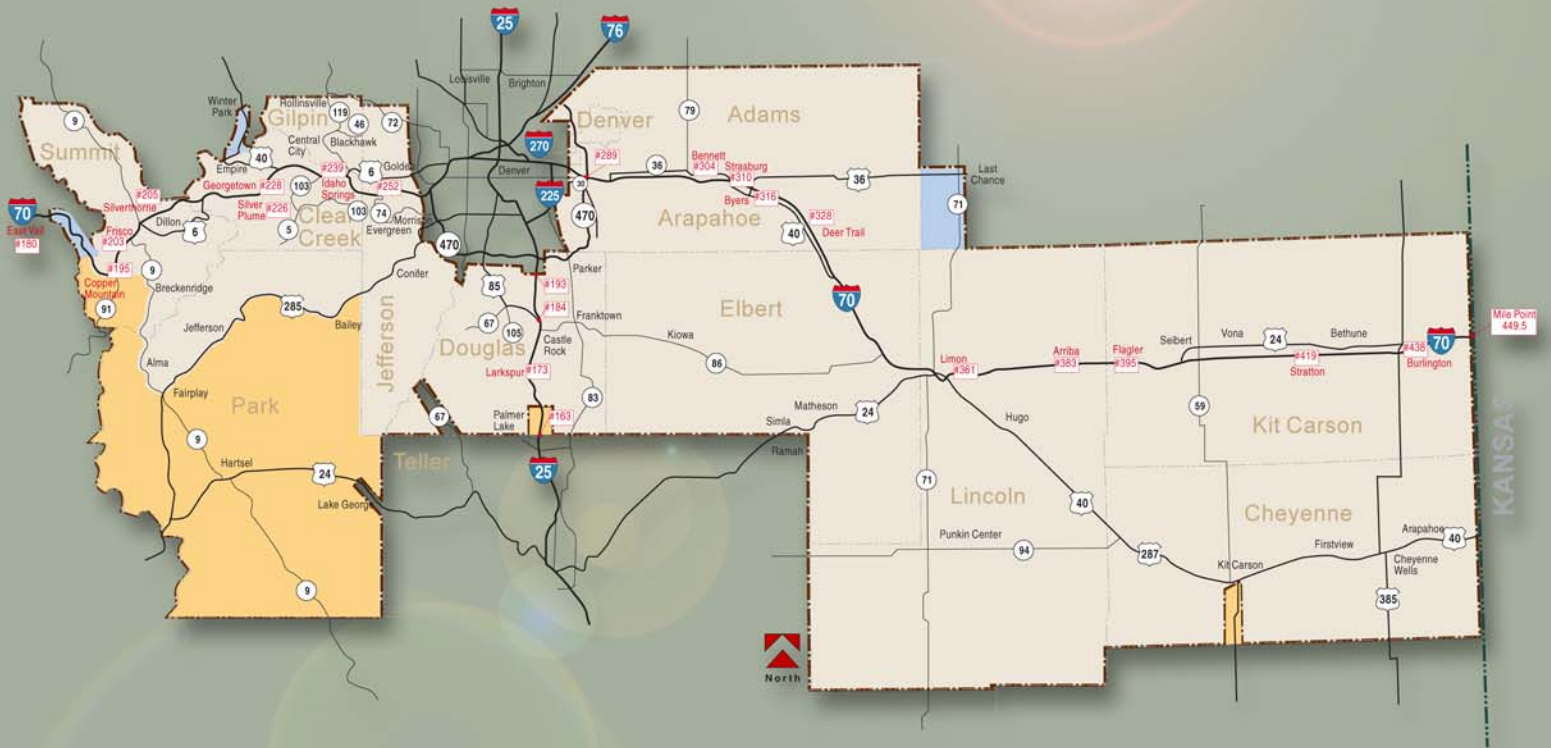 25
76
Louisville
Brighton
Winter
Park
Rollinsville
119
46
72
Gilpin
Central
City
Blackhawk
9
Summit
40
Empire
#239
6
Golden
Georgetown
#228
103
Idaho
Springs
#252
#205
Silverthorne
Silver
Plume
#226
103
74
Morrison
Evergreen
Clear
Creek
5
Dillon
6
70
East Vail
#180
Frisco
#203
#195
Copper
Mountain
91
9
Breckenridge
Denver
270
225
470
Denver
Adams
79
#289
30
470
36
Bennett
#304
Strasburg
#310
36
Byers
#316
Last
Chance
71
Arapahoe
#328
Deer Trail
40
70
Conifer
285
Jefferson
Bailey
Alma
Fairplay
Park
9
Hartsel
24
Lake George
9
Jefferson
85
67
105
Douglas
Parker
#193
#184
Franktown
Castle
Rock
Larkspur
#173
83
Palmer
Lake
#163
67
Teller
25
Elbert
Kiowa
86
Matheson
24
Simla
Ramah
Limon
#361
Arriba
#383
Flagler
#395
Seibert
Vona
24
Bethune
#419
Stratton
#438
Burlington
70
Mile Point
449.5
Hugo
59
Kit Carson
71
Lincoln
40
Punkin Center
94
287
Cheyenne
Kit Carson
Firstview
Arapahoe
40
Cheyenne
Wells
385
KANSAS
North